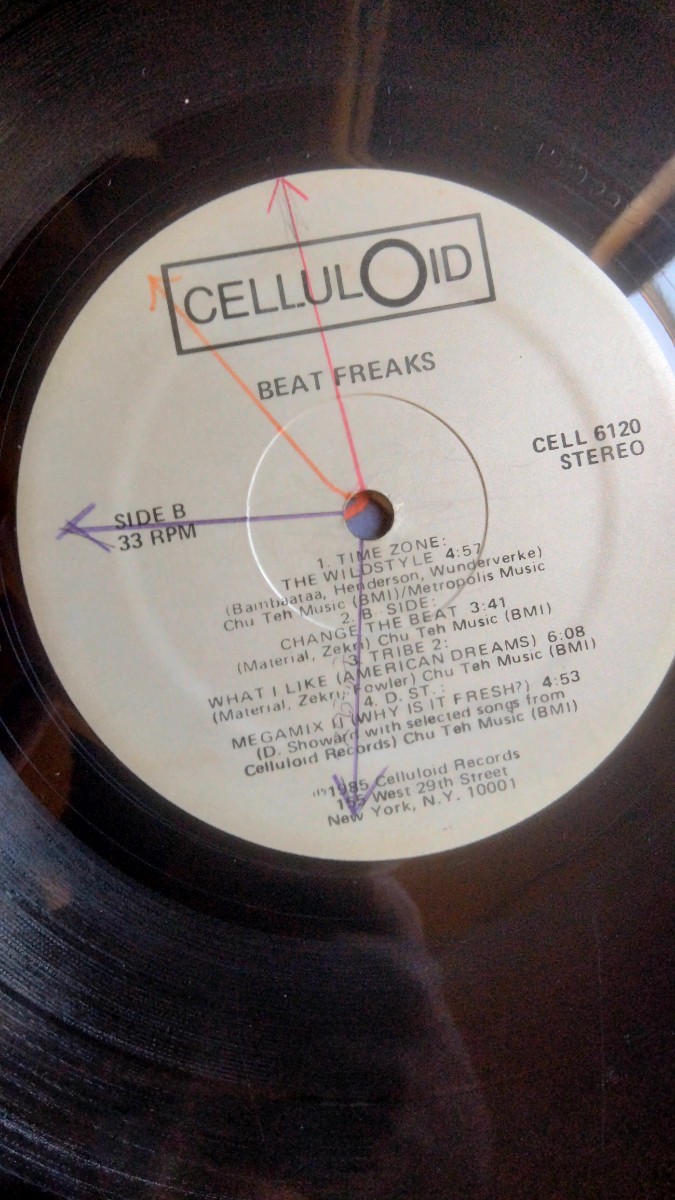 CELLULOID
BEAT FREAKS
CELL 6120
STEREO
SIDE B
33 RPM
1. TIME ZONE:
THE WILDSTYLE 4:57
(Bambaataa, Henderson, Wunderverke)
Chu Teh Music (BMI)/Metropolis Music
2. B SIDE:
CHANGE THE BEAT 3:41
(Material, Zekri) Chu Teh Music (BMI)
3. TRIBE 2:
WHAT I LIKE (AMERICAN DREAMS) 6:08
(Material, Zekri, Fowler) Chu Teh Music (BMI)
4. D. ST.:
MEGAMIX II (WHY IS IT FRESH?) 4:53
(D. Showard with selected songs from
Celluloid Records) Chu Teh Music (BMI)
(P)1985 Celluloid Records
155 West 29th Street
New York, N.Y. 10001